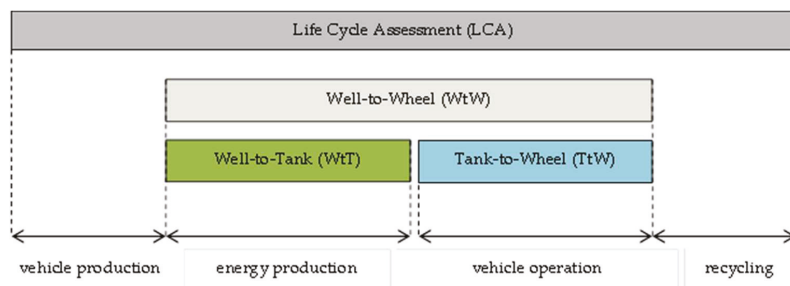 Life Cycle Assessment (LCA)
Well-to-Wheel (WtW)
Well-to-Tank (WtT)
Tank-to-Wheel (TtW)
vehicle production
energy production
vehicle operation
recycling